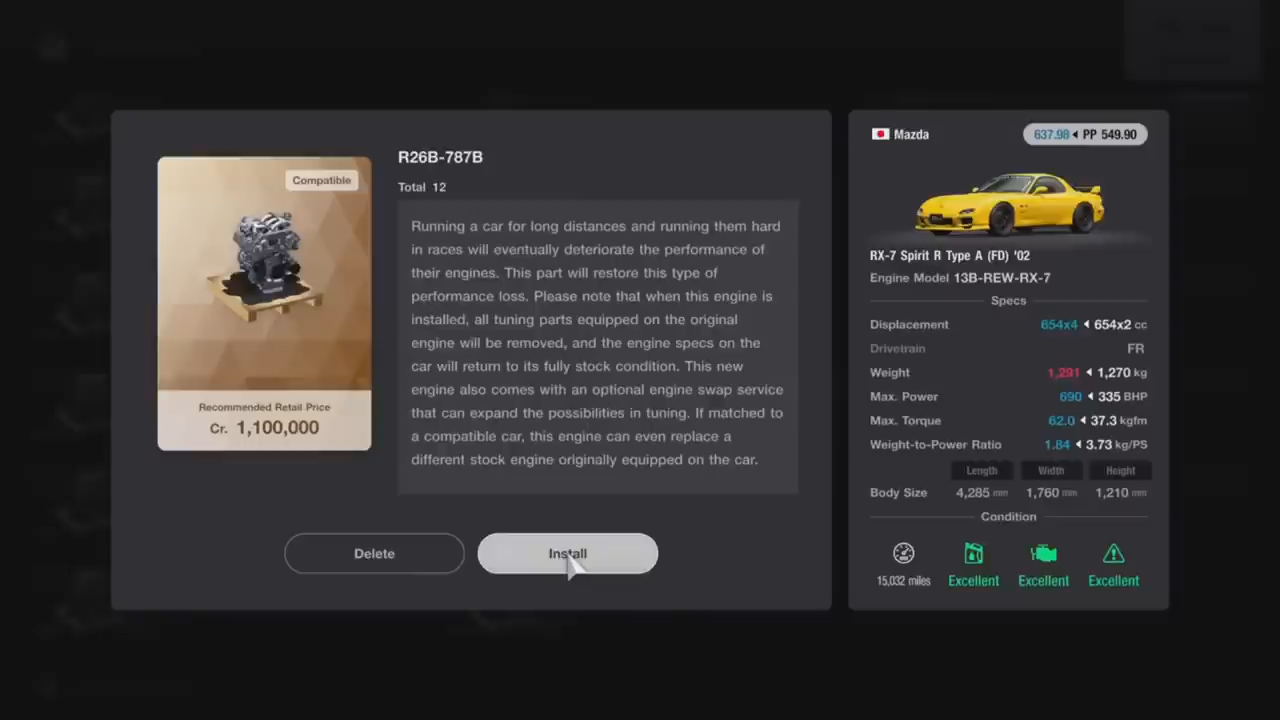 Compatible
Recommended Retail Price
Cr. 1,100,000
R26B-787B
Total 12
Running a car for long distances and running them hard
in races will eventually deteriorate the performance of
their engines. This part will restore this type of
performance loss. Please note that when this engine is
installed, all tuning parts equipped on the original
engine will be removed, and the engine specs on the
car will return to its fully stock condition. This new
engine also comes with an optional engine swap service
that can expand the possibilities in tuning. If matched to
a compatible car, this engine can even replace a
different stock engine originally equipped on the car.
Delete
Install
Mazda
637.98 ◀ PP 549.90
RX-7 Spirit R Type A (FD) '02
Engine Model 13B-REW-RX-7
Specs
Displacement 654x4 ◀ 654x2 cc
Drivetrain FR
Weight 1,291 ◀ 1,270 kg
Max. Power 690 ◀ 335 BHP
Max. Torque 62.0 ◀ 37.3 kgfm
Weight-to-Power Ratio 1.84 ◀ 3.73 kg/PS
Length Width Height
Body Size 4,285 mm 1,760 mm 1,210 mm
Condition
15,032 miles Excellent Excellent Excellent